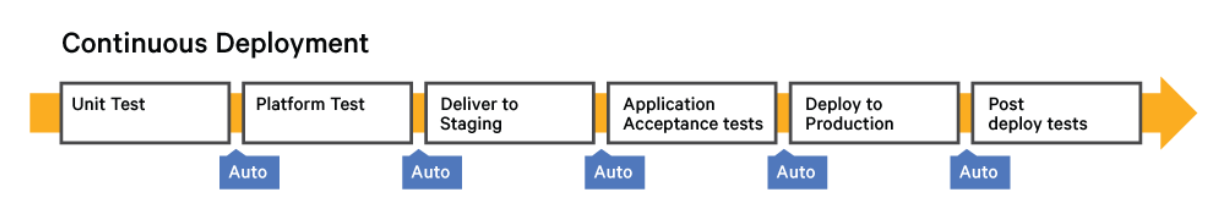 Continuous Deployment
Unit Test
Platform Test
Deliver to
Staging
Application
Acceptance tests
Deploy to
Production
Post
deploy tests
Auto
Auto
Auto
Auto
Auto